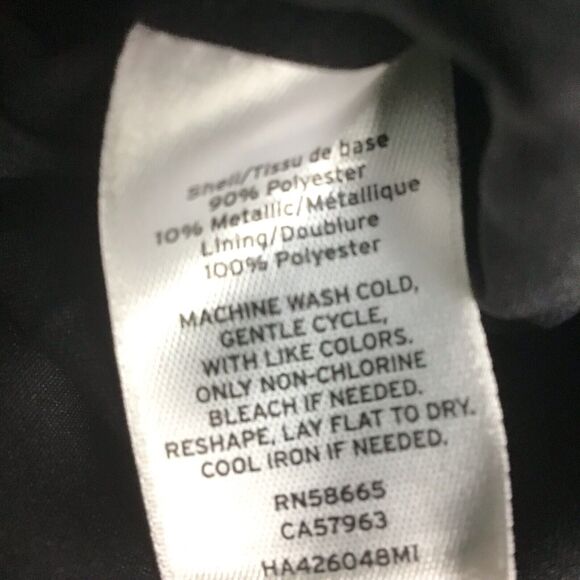 Shell/Tissu de base
90% Polyester
10% Metallic/Métallique
Lining/Doublure
100% Polyester
MACHINE WASH COLD,
GENTLE CYCLE,
WITH LIKE COLORS.
ONLY NON-CHLORINE
BLEACH IF NEEDED.
RESHAPE, LAY FLAT TO DRY.
COOL IRON IF NEEDED.
RN58665
CA57963
HA426048MI